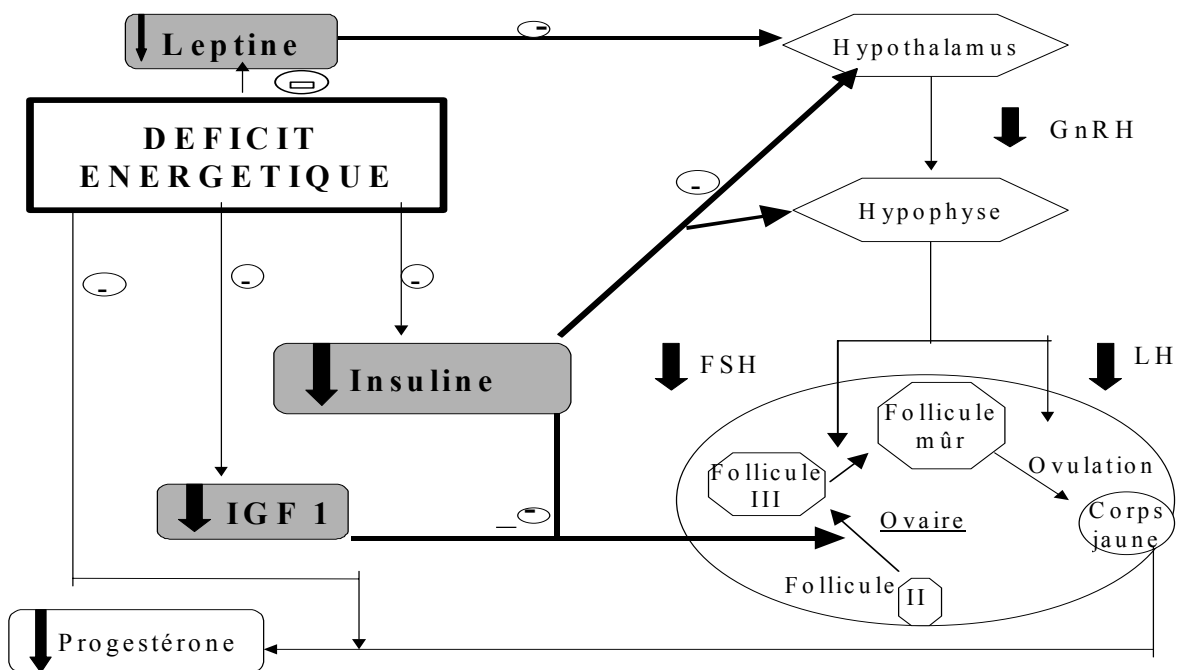 Leptine
Hypothalamus
DEFICIT
ENERGETIQUE
GnRH
Hypophyse
-
-
-
-
-
Insuline
FSH
LH
Follicule
mûr
Follicule
III
Ovulation
IGF 1
-
Ovaire
Corps
jaune
Follicule
II
Progestérone